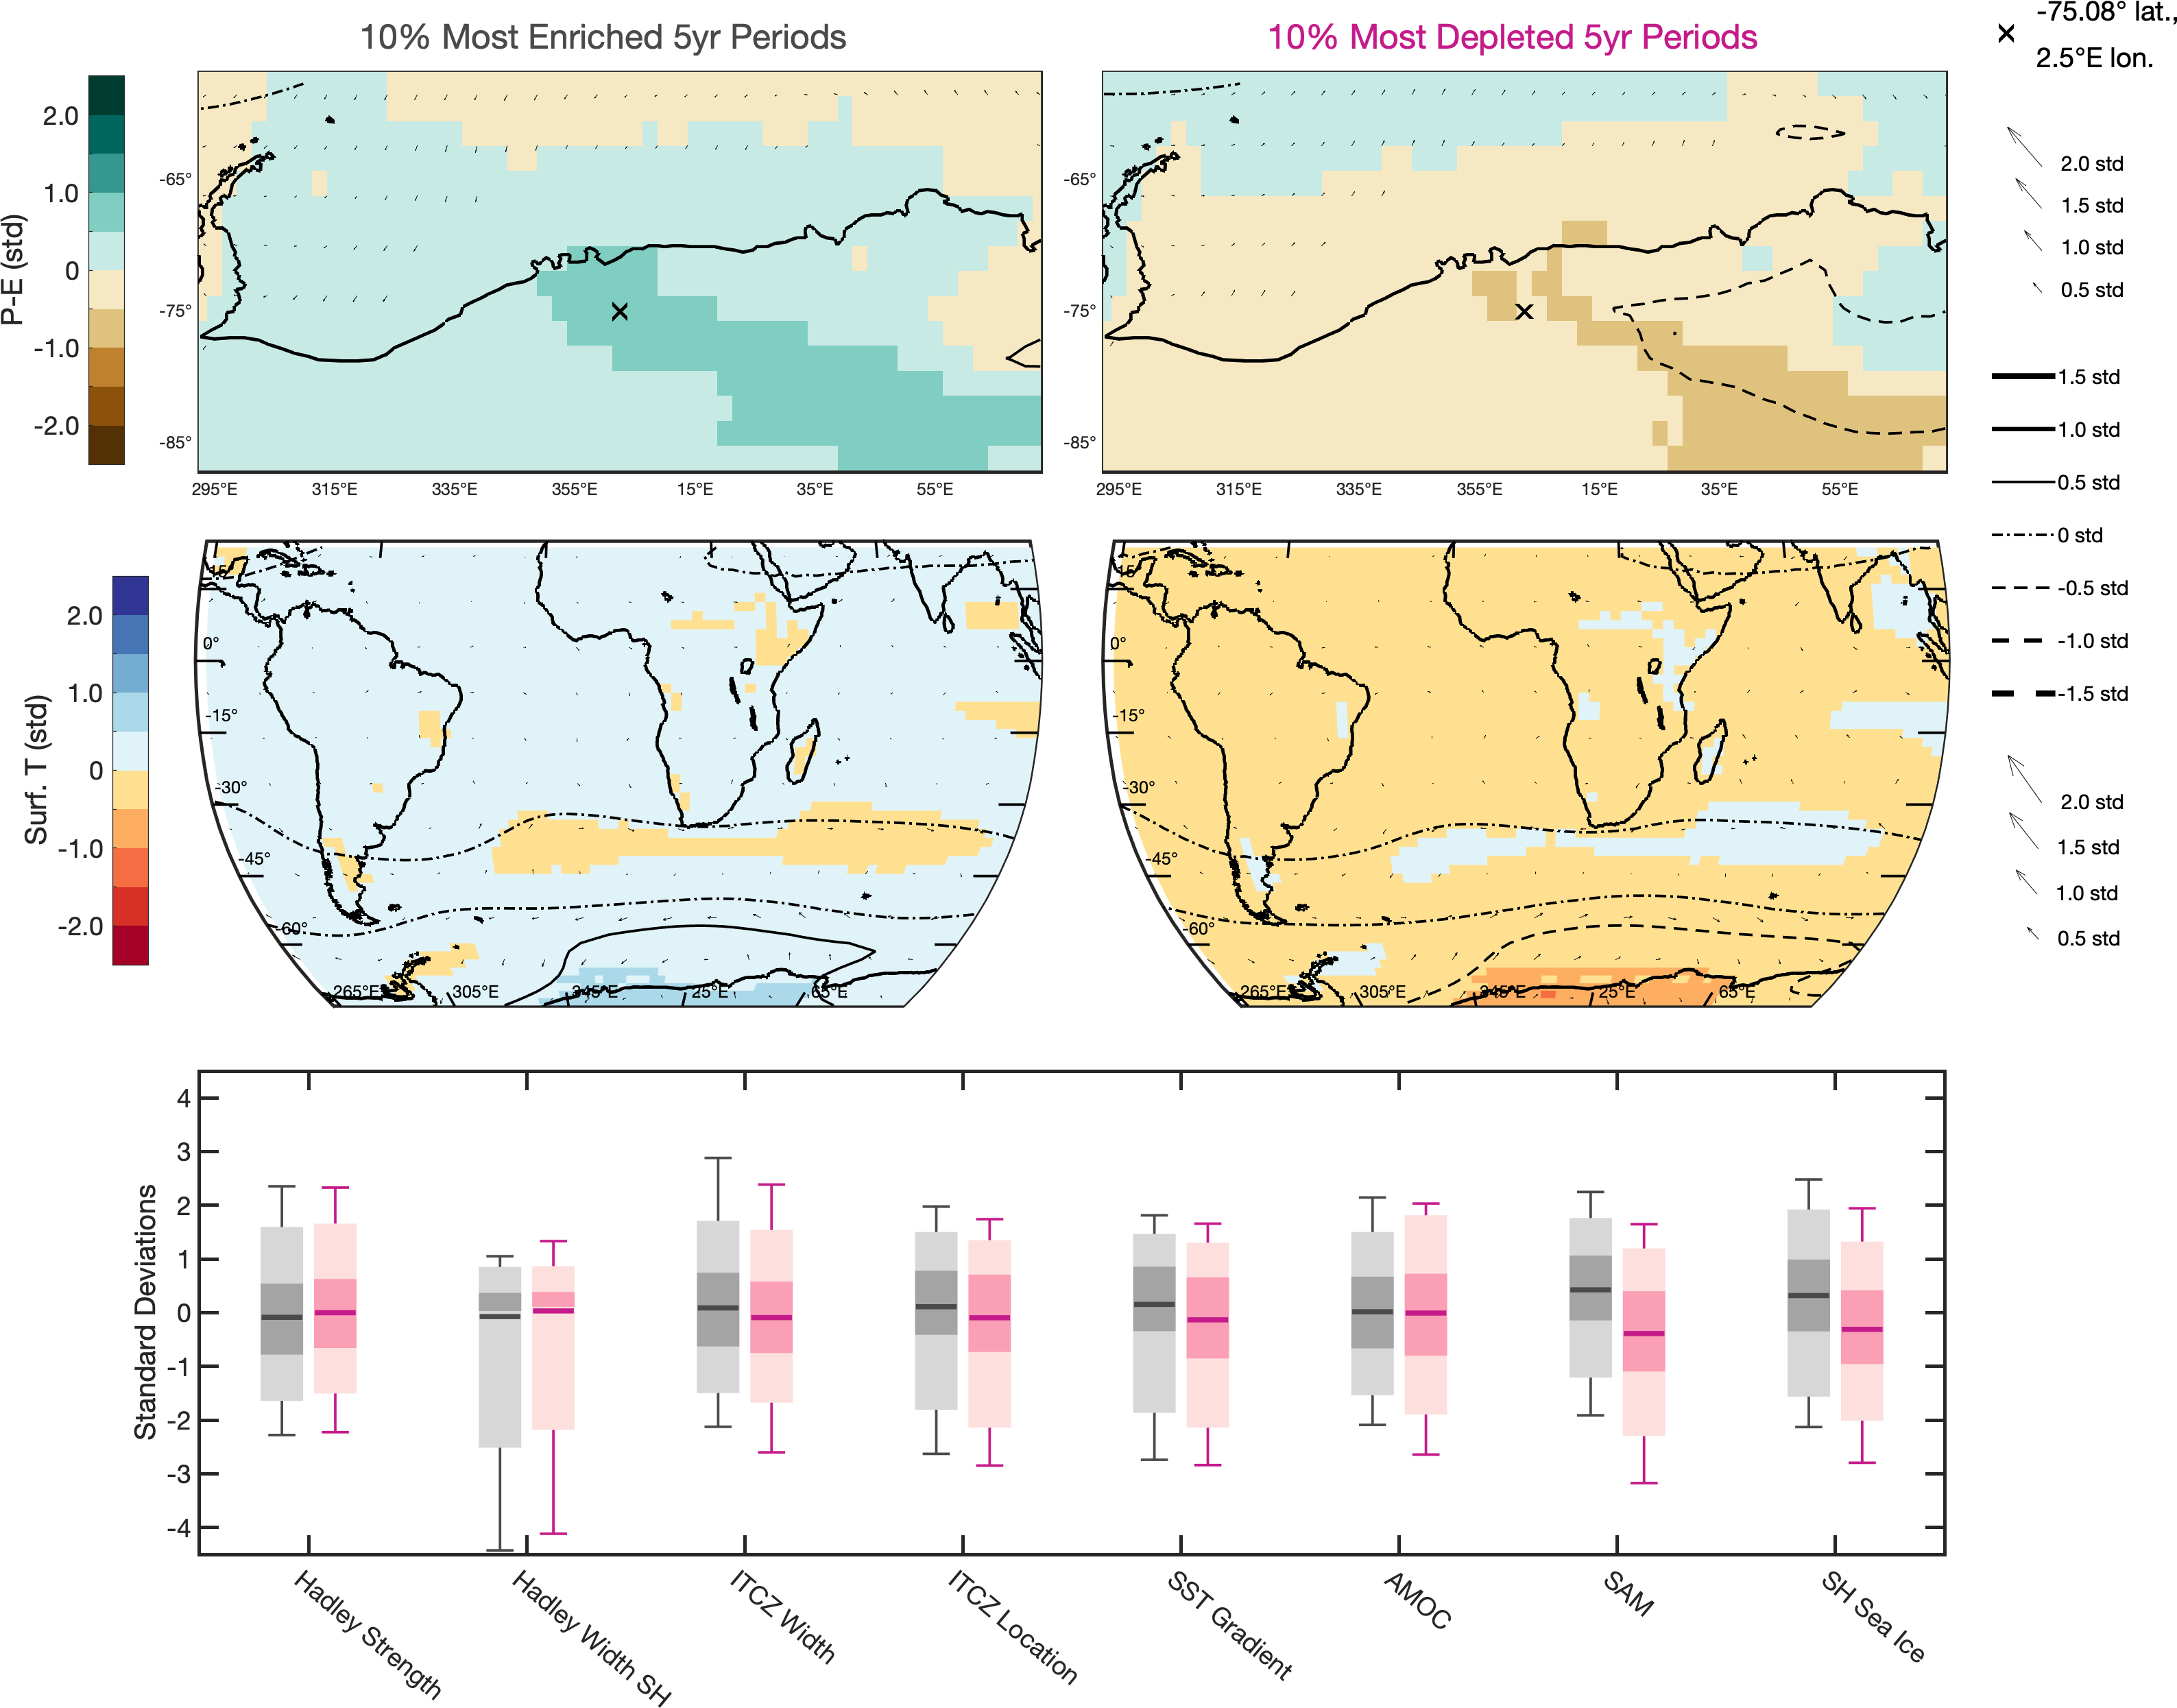 10% Most Enriched 5yr Periods
10% Most Depleted 5yr Periods
-75.08° lat.,
2.5°E lon.
P-E (std)
2.0
1.0
0
-1.0
-2.0
-65°
-75°
-85°
295°E 315°E 335°E 355°E 15°E 35°E 55°E
-65°
-75°
-85°
295°E 315°E 335°E 355°E 15°E 35°E 55°E
2.0 std
1.5 std
1.0 std
0.5 std
1.5 std
1.0 std
0.5 std
0 std
-0.5 std
-1.0 std
-1.5 std
2.0 std
1.5 std
1.0 std
0.5 std
Surf. T (std)
2.0
1.0
0
-1.0
-2.0
15°
0°
-15°
-30°
-45°
-60°
265°E 305°E 345°E 25°E 65°E
15°
0°
-15°
-30°
-45°
-60°
265°E 305°E 345°E 25°E 65°E
Standard Deviations
4
3
2
1
0
-1
-2
-3
-4
Hadley Strength
Hadley Width SH
ITCZ Width
ITCZ Location
SST Gradient
AMOC
SAM
SH Sea Ice